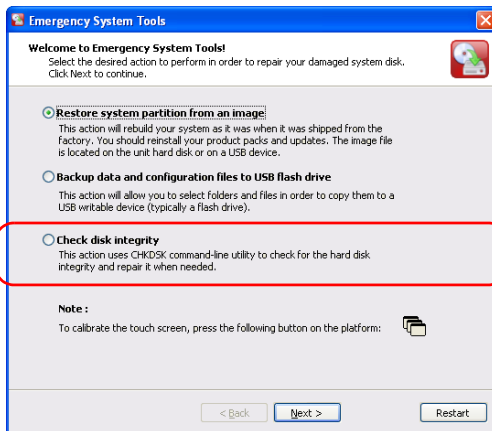 Emergency System Tools
Welcome to Emergency System Tools!
Select the desired action to perform in order to repair your damaged system disk.
Click Next to continue.
Restore system partition from an image
This action will rebuild your system as it was when it was shipped from the
factory. You should reinstall your product packs and updates. The image file
is located on the unit hard disk or on a USB device.
Backup data and configuration files to USB flash drive
This action will allow you to select folders and files in order to copy them to a
USB writable device (typically a flash drive).
Check disk integrity
This action uses CHKDSK command-line utility to check for the hard disk
integrity and repair it when needed.
Note :
To calibrate the touch screen, press the following button on the platform:
< Back
Next >
Restart